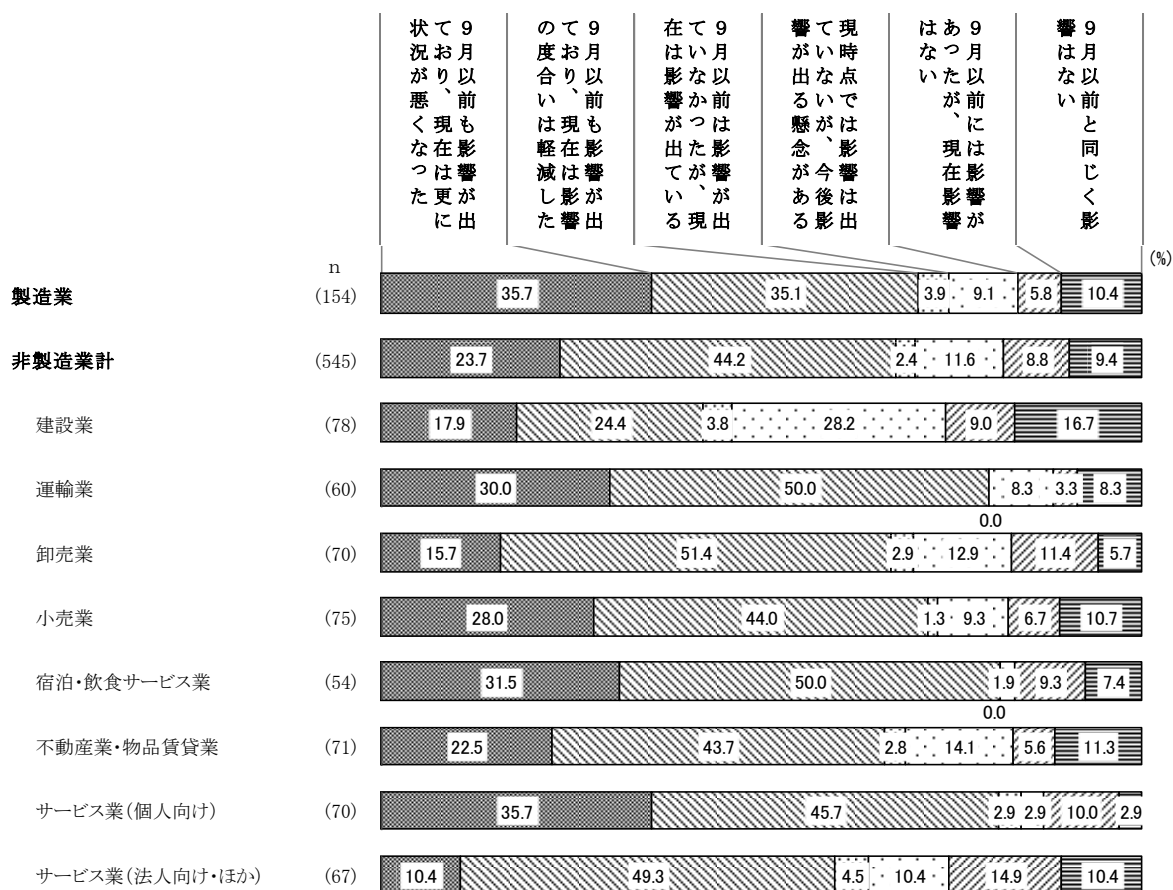 ９月以前も影響が出
ており、現在は更に
状況が悪くなった
９月以前も影響が出
ており、現在は影響
の度合いは軽減した
９月以前は影響が出
ていなかったが、現
在は影響が出ている
現時点では影響は出
ていないが、今後影
響が出る懸念がある
９月以前には影響が
あったが、現在影響
はない
９月以前と同じく影
響はない
(%)
n
製造業 (154) 35.7 35.1 3.9 9.1 5.8 10.4
非製造業計 (545) 23.7 44.2 2.4 11.6 8.8 9.4
建設業 (78) 17.9 24.4 3.8 28.2 9.0 16.7
運輸業 (60) 30.0 50.0 8.3 3.3 8.3
0.0
卸売業 (70) 15.7 51.4 2.9 12.9 11.4 5.7
小売業 (75) 28.0 44.0 1.3 9.3 6.7 10.7
宿泊・飲食サービス業 (54) 31.5 50.0 1.9 9.3 7.4
0.0
不動産業・物品賃貸業 (71) 22.5 43.7 2.8 14.1 5.6 11.3
サービス業(個人向け) (70) 35.7 45.7 2.9 2.9 10.0 2.9
サービス業(法人向け・ほか) (67) 10.4 49.3 4.5 10.4 14.9 10.4